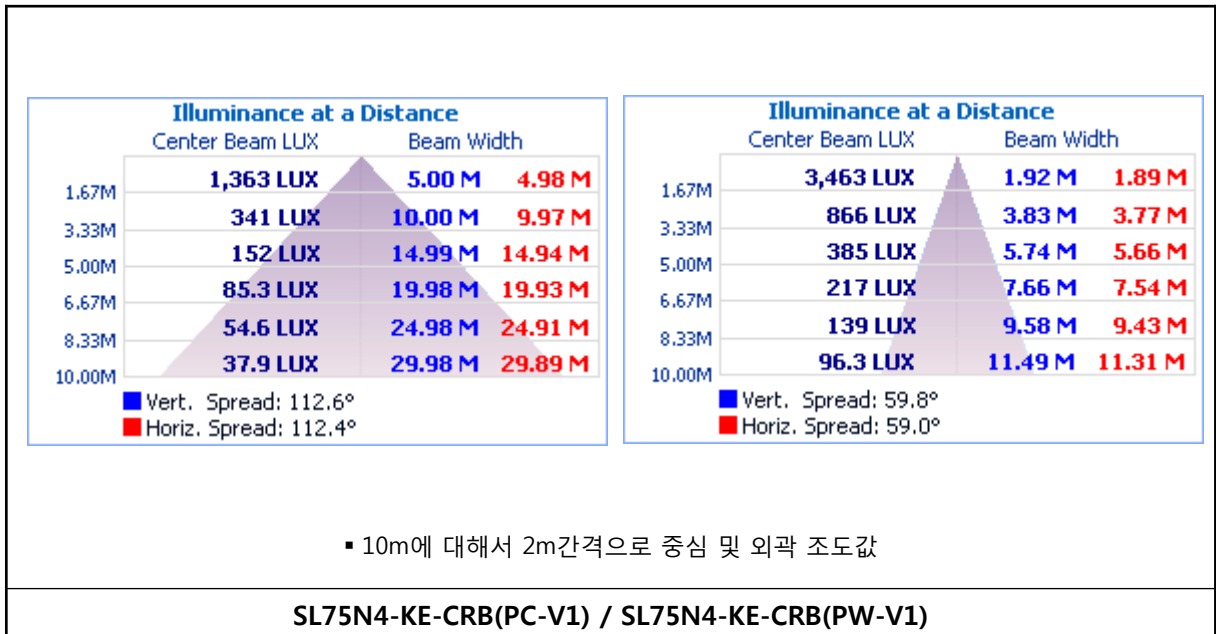 Illuminance at a Distance
Center Beam LUX Beam Width
1.67M 1,363 LUX 5.00 M 4.98 M
3.33M 341 LUX 10.00 M 9.97 M
5.00M 152 LUX 14.99 M 14.94 M
6.67M 85.3 LUX 19.98 M 19.93 M
8.33M 54.6 LUX 24.98 M 24.91 M
10.00M 37.9 LUX 29.98 M 29.89 M
Vert. Spread: 112.6º
Horiz. Spread: 112.4º
Illuminance at a Distance
Center Beam LUX Beam Width
1.67M 3,463 LUX 1.92 M 1.89 M
3.33M 866 LUX 3.83 M 3.77 M
5.00M 385 LUX 5.74 M 5.66 M
6.67M 217 LUX 7.66 M 7.54 M
8.33M 139 LUX 9.58 M 9.43 M
10.00M 96.3 LUX 11.49 M 11.31 M
Vert. Spread: 59.8º
Horiz. Spread: 59.0º
▪ 10m에 대해서 2m간격으로 중심 및 외곽 조도값
SL75N4-KE-CRB(PC-V1) / SL75N4-KE-CRB(PW-V1)